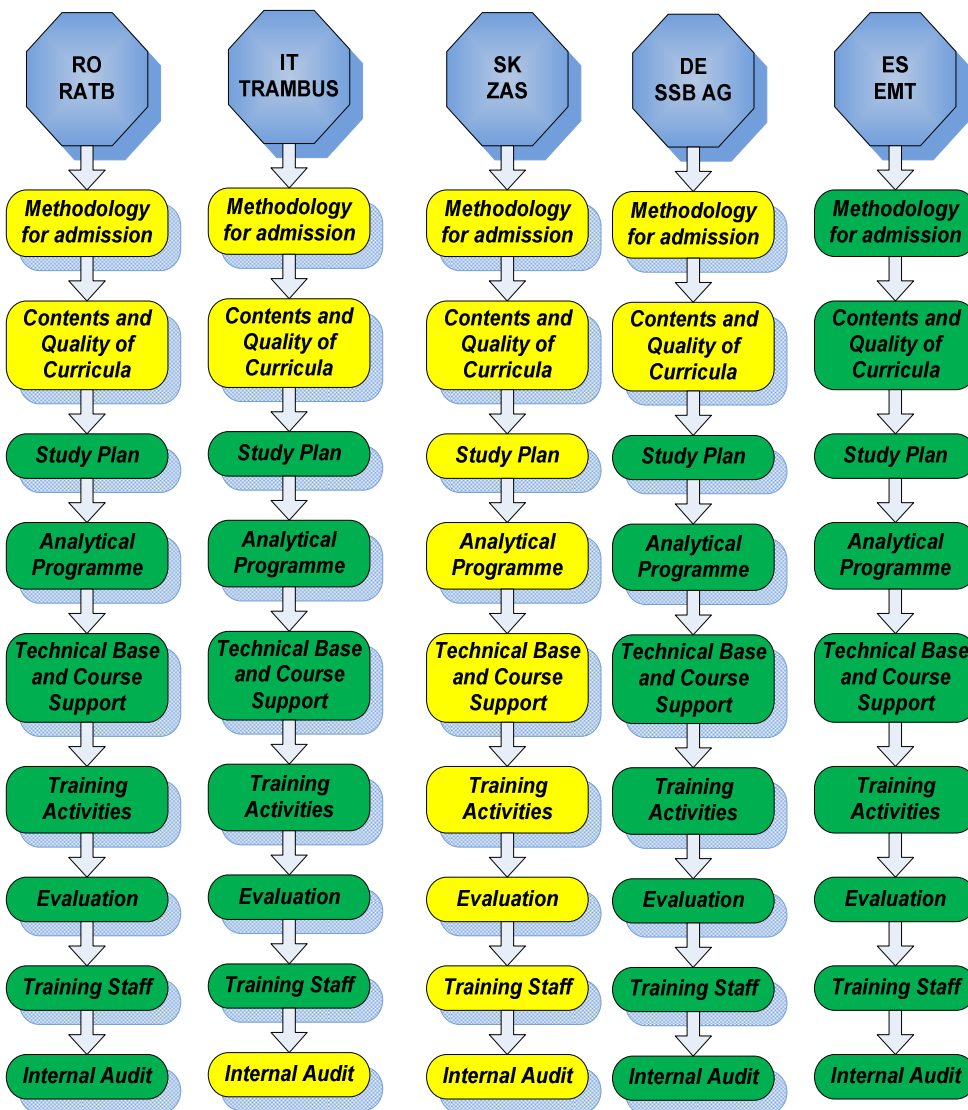 RO
RATB
Methodology
for admission
Contents and
Quality of
Curricula
Study Plan
Analytical
Programme
Technical Base
and Course
Support
Training
Activities
Evaluation
Training Staff
Internal Audit
IT
TRAMBUS
Methodology
for admission
Contents and
Quality of
Curricula
Study Plan
Analytical
Programme
Technical Base
and Course
Support
Training
Activities
Evaluation
Training Staff
Internal Audit
SK
ZAS
Methodology
for admission
Contents and
Quality of
Curricula
Study Plan
Analytical
Programme
Technical Base
and Course
Support
Training
Activities
Evaluation
Training Staff
Internal Audit
DE
SSB AG
Methodology
for admission
Contents and
Quality of
Curricula
Study Plan
Analytical
Programme
Technical Base
and Course
Support
Training
Activities
Evaluation
Training Staff
Internal Audit
ES
EMT
Methodology
for admission
Contents and
Quality of
Curricula
Study Plan
Analytical
Programme
Technical Base
and Course
Support
Training
Activities
Evaluation
Training Staff
Internal Audit